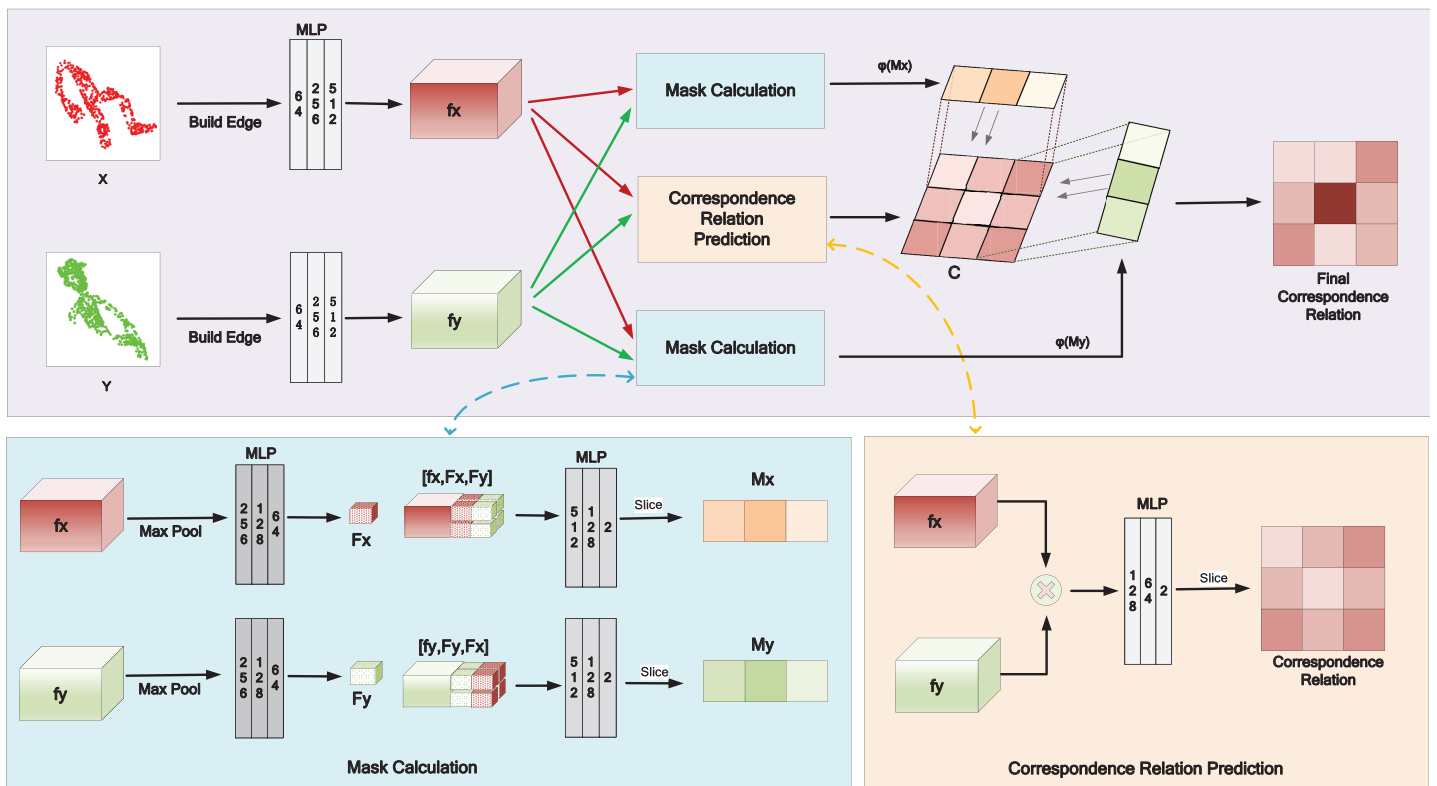 MLP
X
Build Edge
64 256 512
fx
Mask Calculation
φ(Mx)
Correspondence
Relation
Prediction
C
Final
Correspondence
Relation
Y
Build Edge
64 256 512
fy
Mask Calculation
φ(My)
fx
Max Pool
MLP
256 128 64
Fx
[fx,Fx,Fy]
MLP
512 128 2
Slice
Mx
fy
Max Pool
256 128 64
Fy
[fy,Fy,Fx]
512 128 2
Slice
My
Mask Calculation
fx
fy
MLP
128 64 2
Slice
Correspondence
Relation
Correspondence Relation Prediction